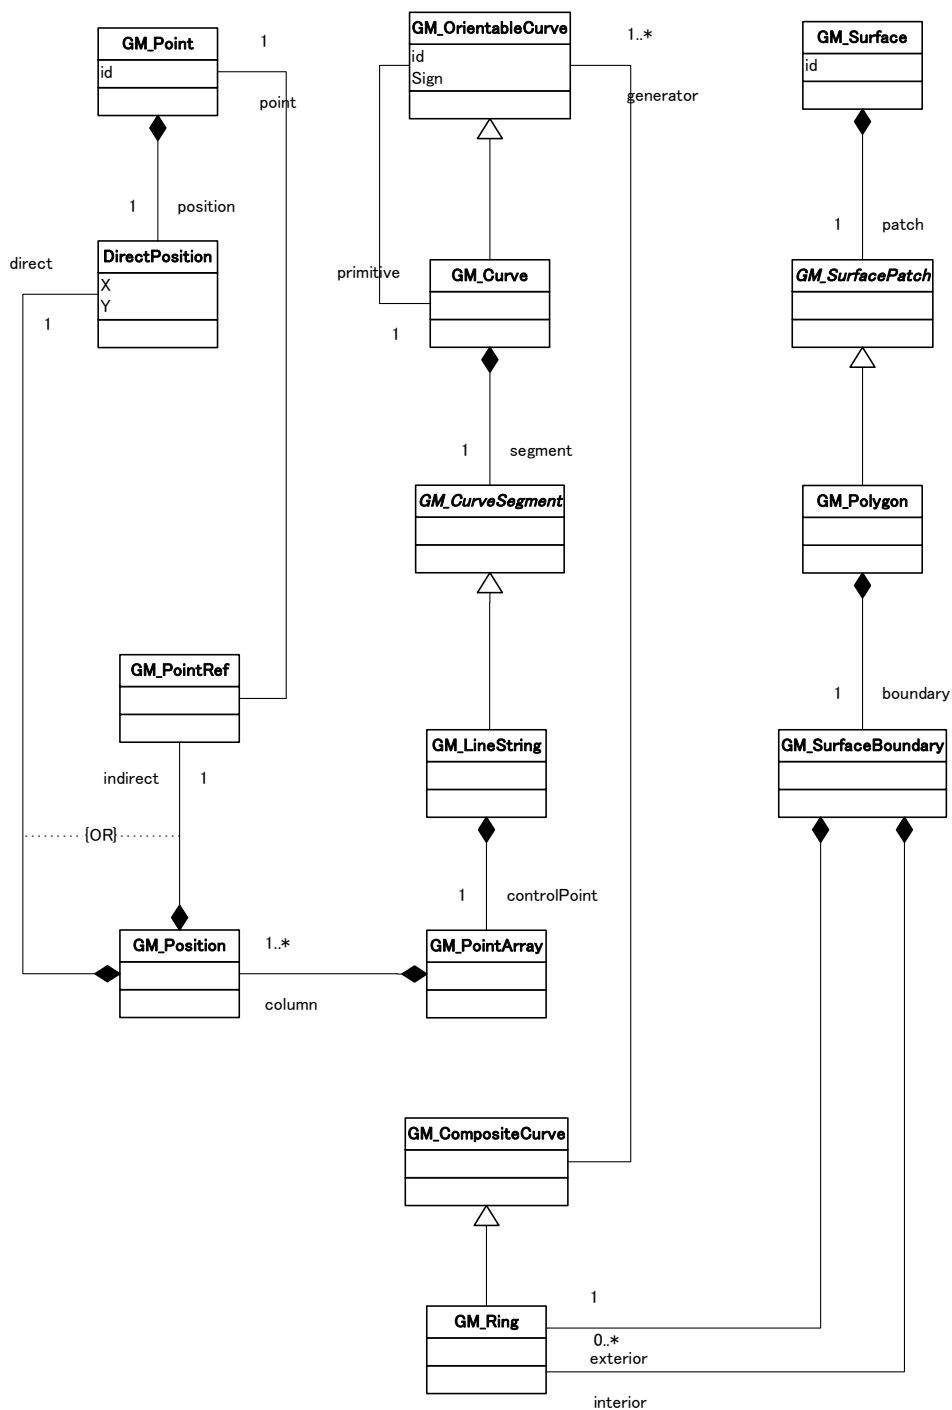 GM_Point
id
1
point
1
position
direct
DirectPosition
X
Y
1
GM_PointRef
indirect
1
{OR}
GM_Position
1..*
column
GM_OrientableCurve
id
Sign
1..*
generator
primitive
GM_Curve
1
1
segment
GM_CurveSegment
GM_LineString
1
controlPoint
GM_PointArray
GM_CompositeCurve
GM_Ring
1
0..*
exterior
interior
GM_Surface
id
1
patch
GM_SurfacePatch
GM_Polygon
1
boundary
GM_SurfaceBoundary